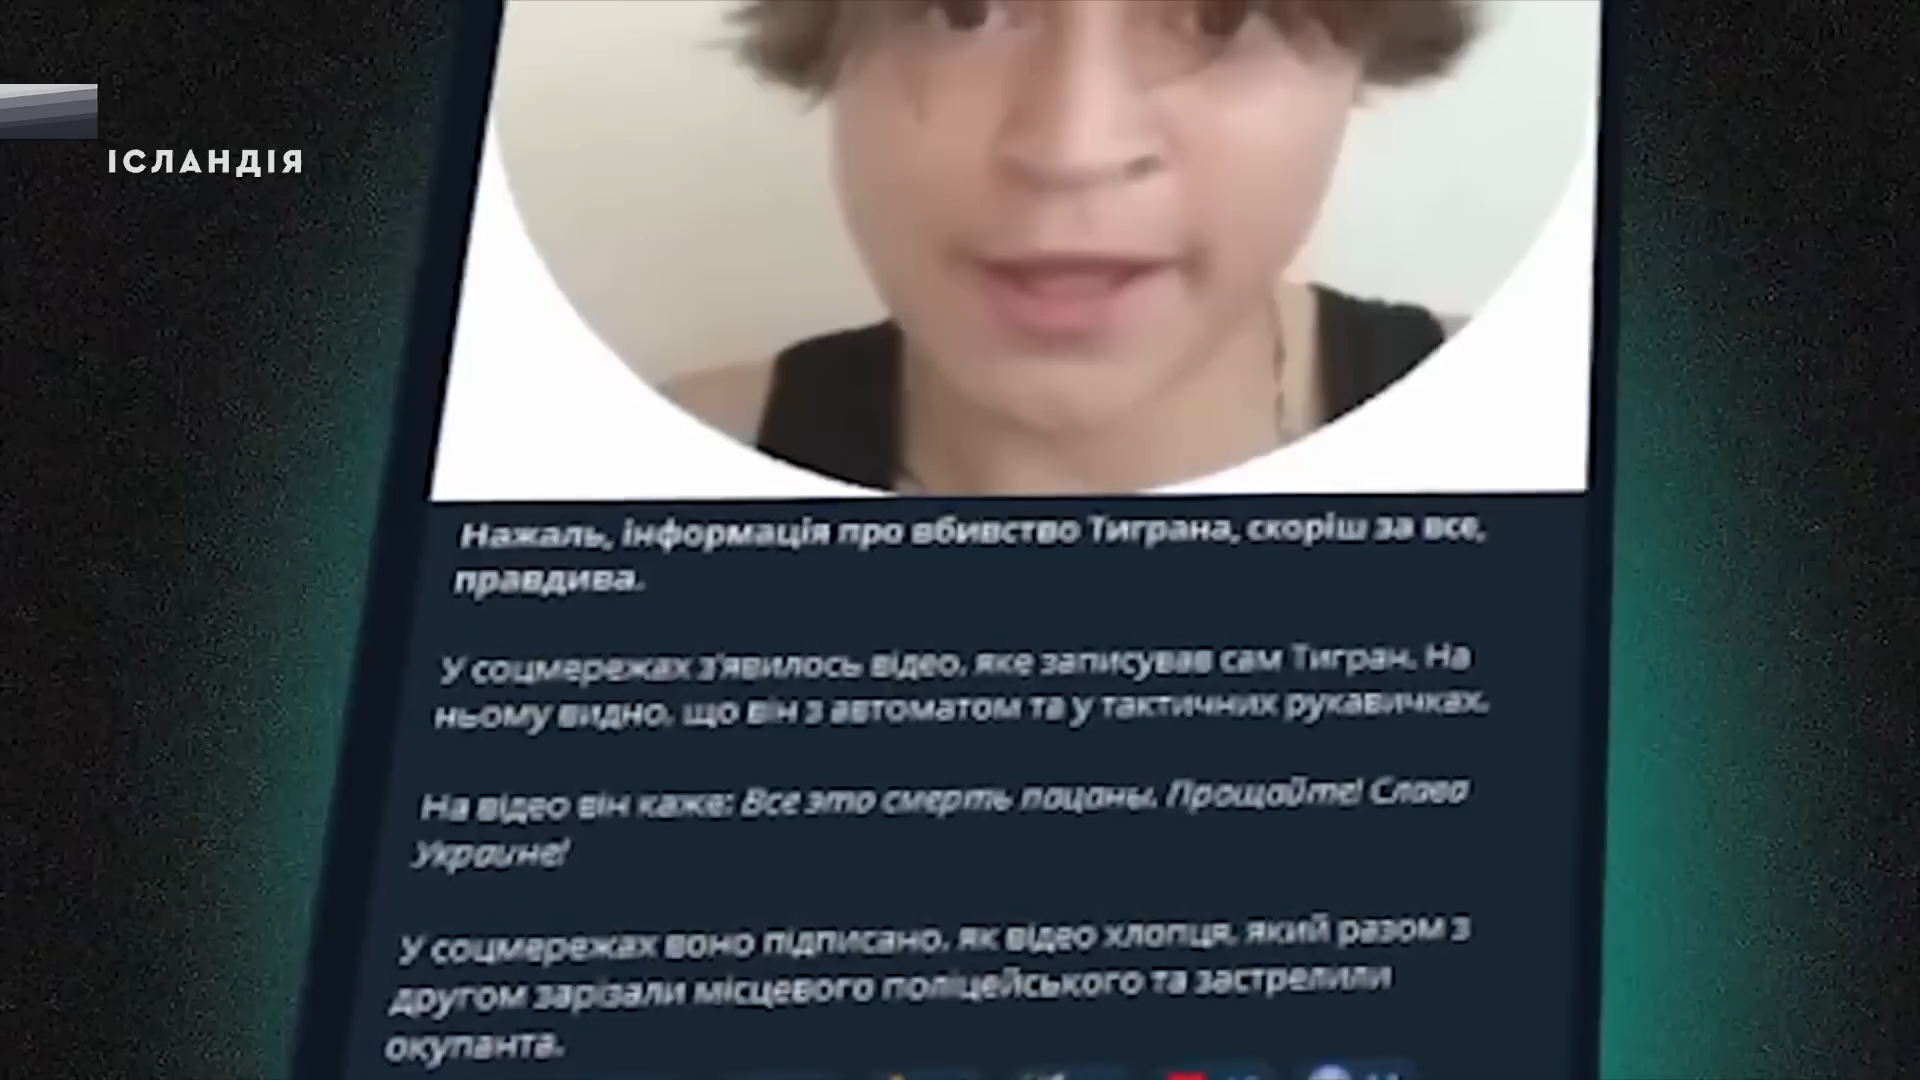 ІСЛАНДІЯ
Нажаль, інформація про вбивство Тиграна, скоріш за все,
правдива.
У соцмережах з'явилось відео, яке записував сам Тигран. На
ньому видно, що він з автоматом та у тактичних рукавичках.
На відео він каже: Все это смерть пацаны. Прощайте! Слава
Украине!
У соцмережах воно підписано, як відео хлопця, який разом з
другом зарізали місцевого поліцейського та застрелили
окупанта.